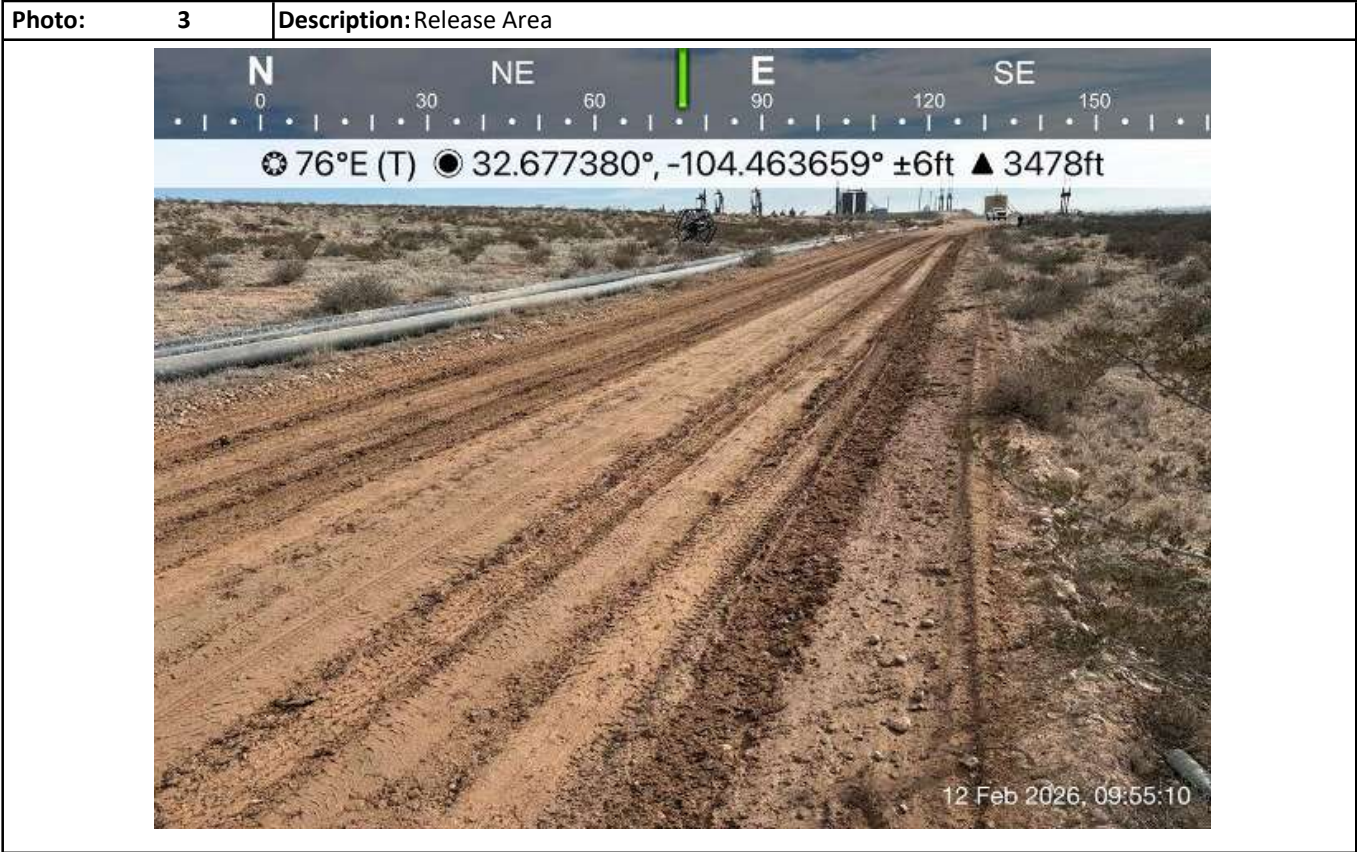 Photo: 3 Description: Release Area
N NE E SE
0 30 60 90 120 150
76°E (T) 32.677380°, -104.463659° ±6ft ▲ 3478ft
12 Feb 2026, 09:55:10